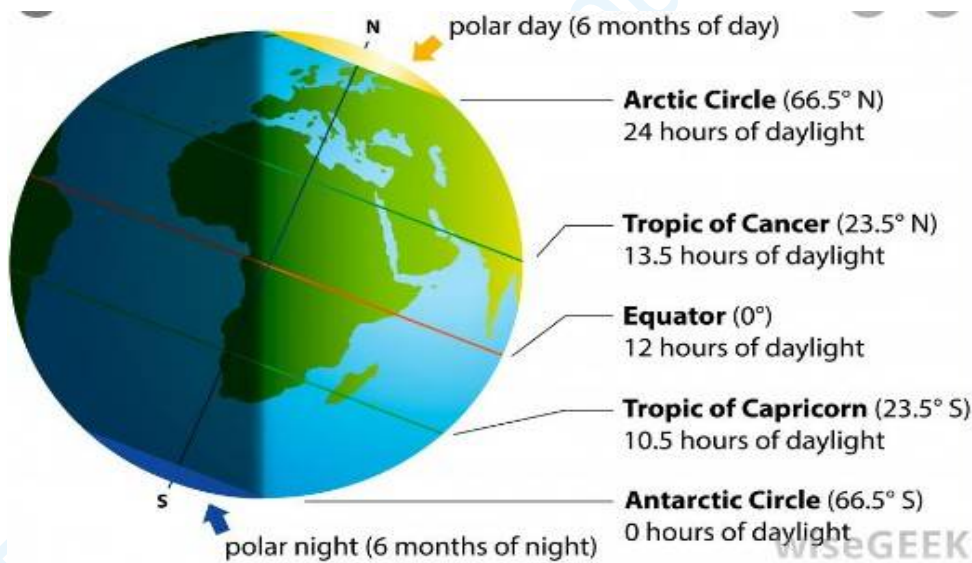 N
polar day (6 months of day)
Arctic Circle (66.5° N)
24 hours of daylight
Tropic of Cancer (23.5° N)
13.5 hours of daylight
Equator (0°)
12 hours of daylight
Tropic of Capricorn (23.5° S)
10.5 hours of daylight
Antarctic Circle (66.5° S)
0 hours of daylight
S
polar night (6 months of night)
wiseGEEK